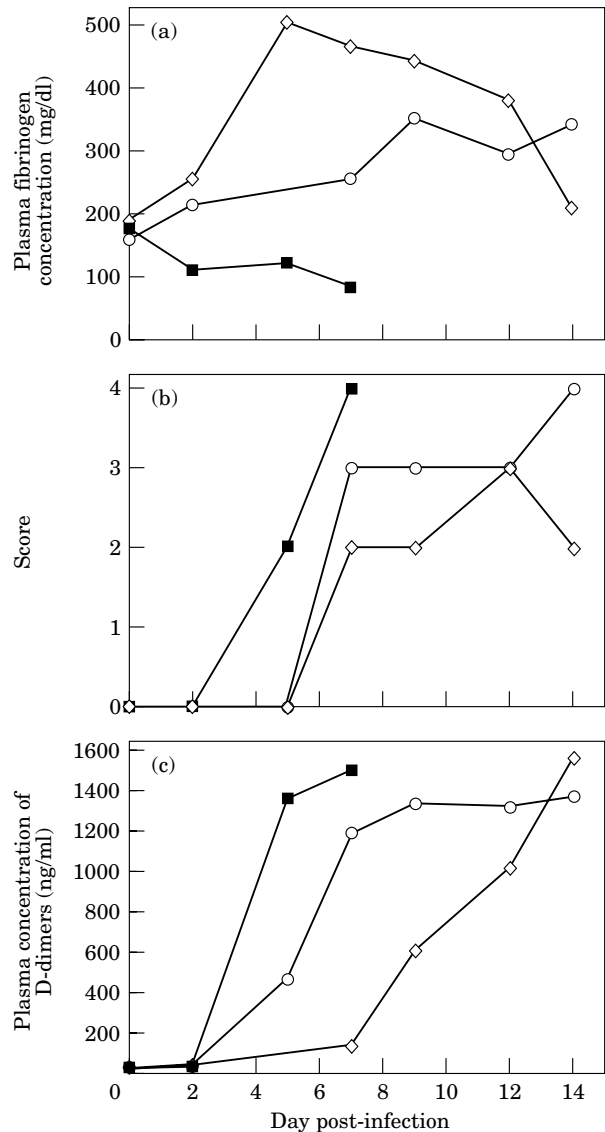 (a)
500
400
300
200
100
0
Plasma fibrinogen
concentration (mg/dl)
(b)
4
3
2
1
0
Score
(c)
1600
1400
1200
1000
800
600
400
200
Plasma concentration of
D-dimers (ng/ml)
0 2 4 6 8 10 12 14
Day post-infection